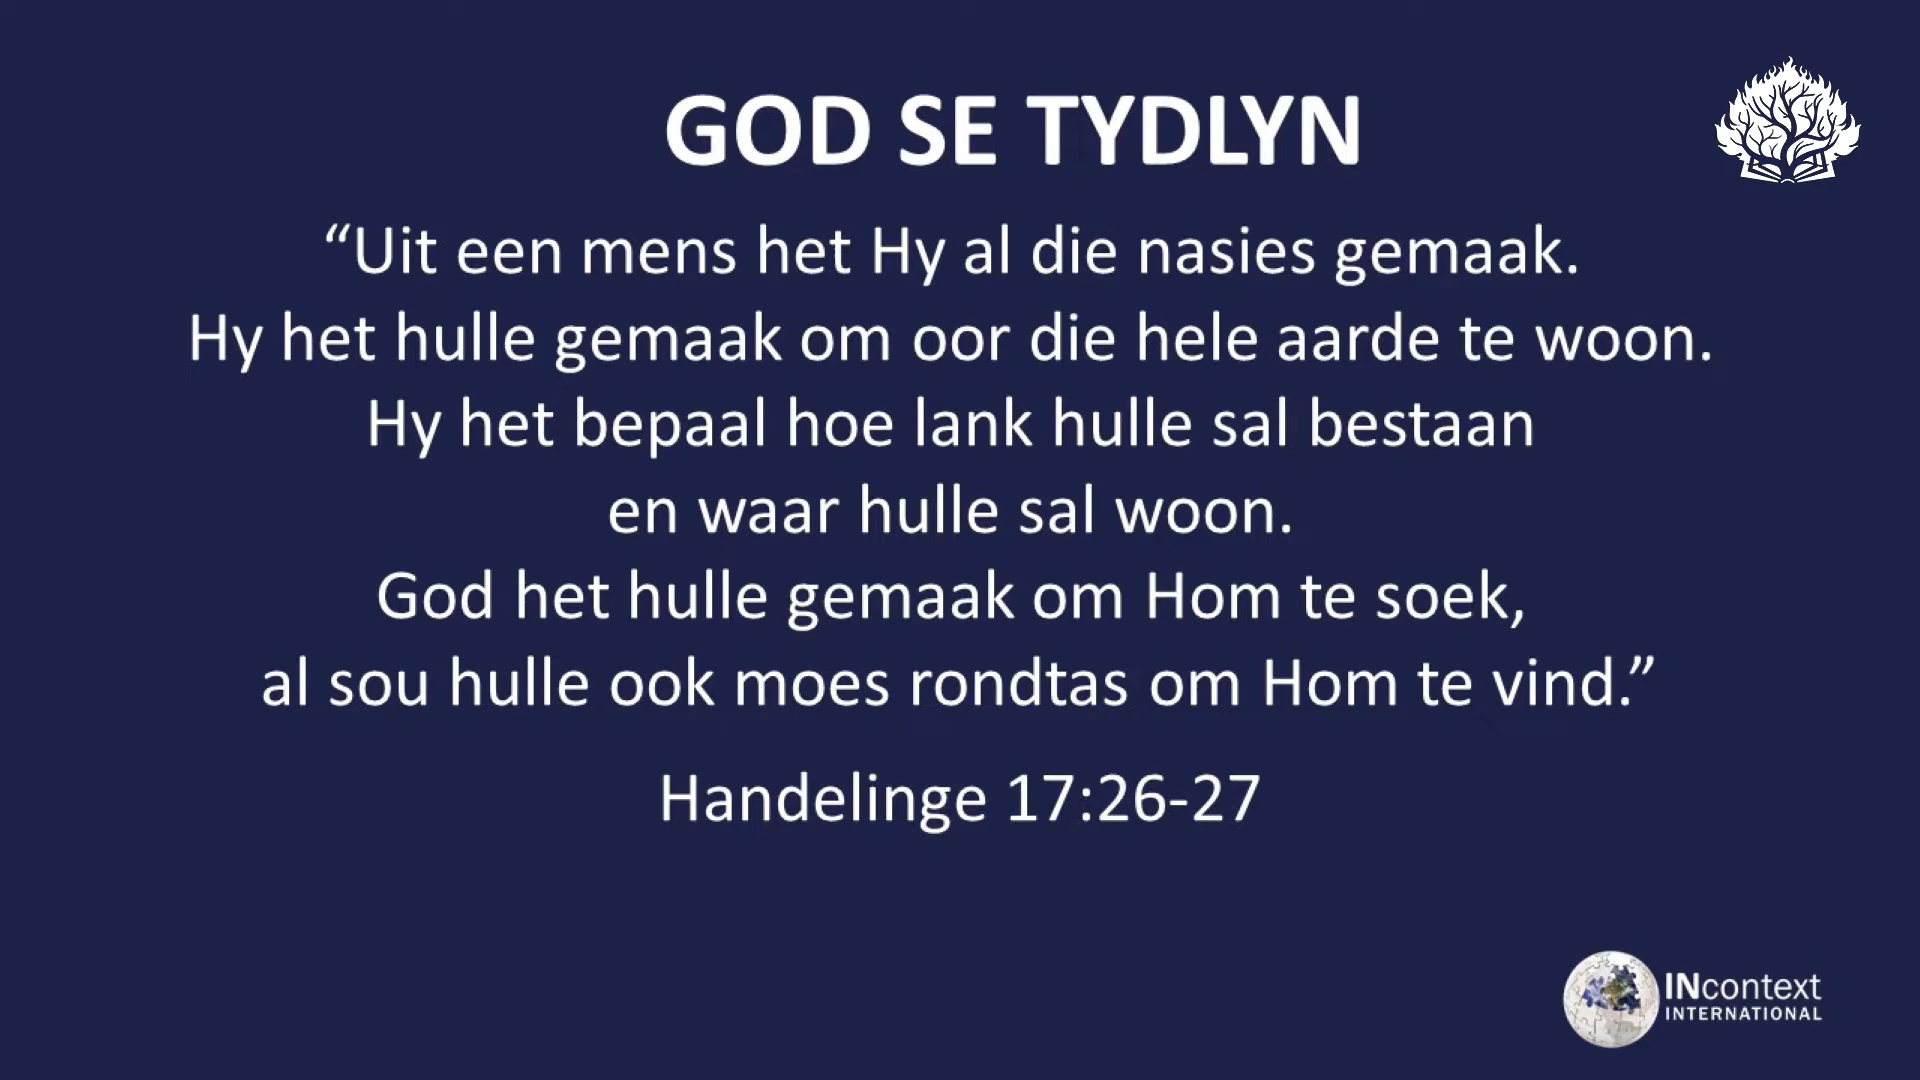 GOD SE TYDLYN
“Uit een mens het Hy al die nasies gemaak.
Hy het hulle gemaak om oor die hele aarde te woon.
Hy het bepaal hoe lank hulle sal bestaan
en waar hulle sal woon.
God het hulle gemaak om Hom te soek,
al sou hulle ook moes rondtas om Hom te vind.”
Handelinge 17:26-27
INcontext
INTERNATIONAL